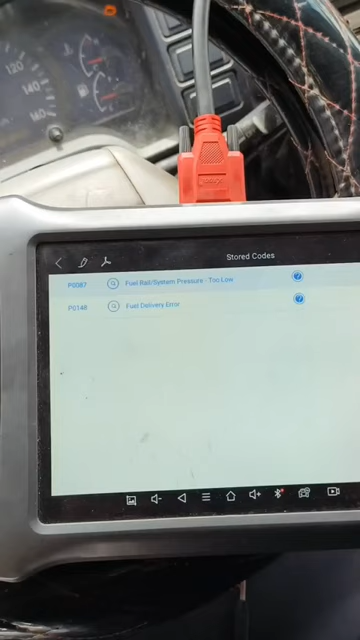 120
140
160
Stored Codes
P0087 Fuel Rail/System Pressure - Too Low
P0148 Fuel Delivery Error